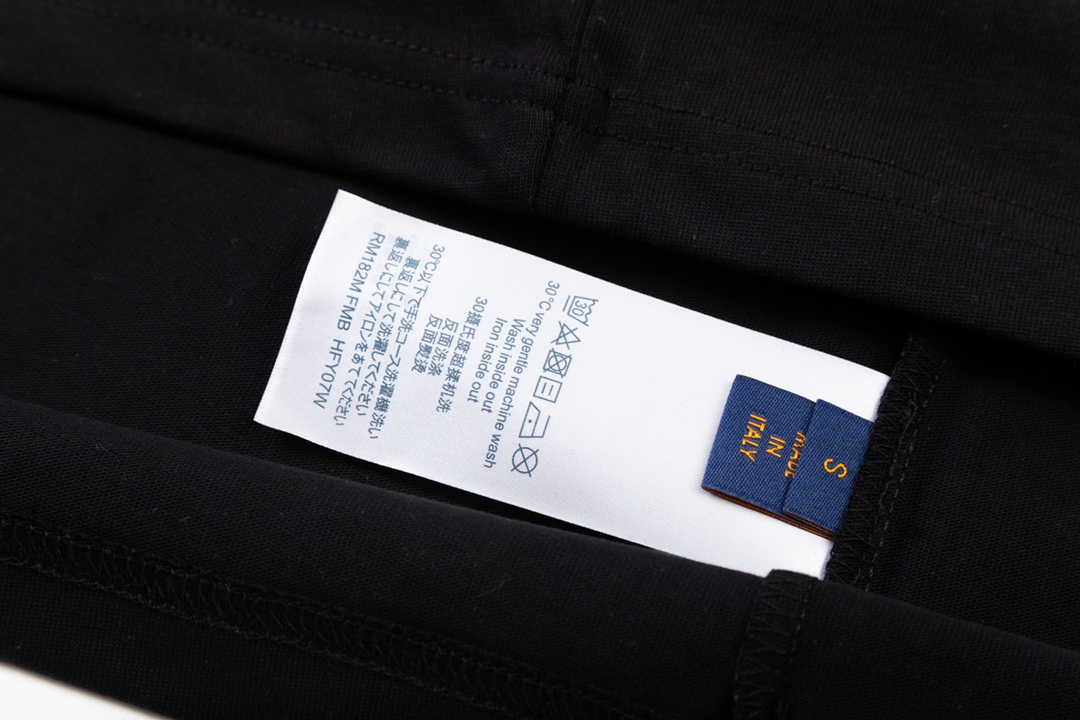 S
MADE
IN
ITALY
30
30°C very gentle machine wash
Wash inside out
Iron inside out
30攝氏度超揉机洗
反面洗涤
反面熨烫
30℃以下で手洗コース洗濯機洗い
裏返しにして洗濯してください
裏返しにしてアイロンをあててください
RM182M FMB HFY07W